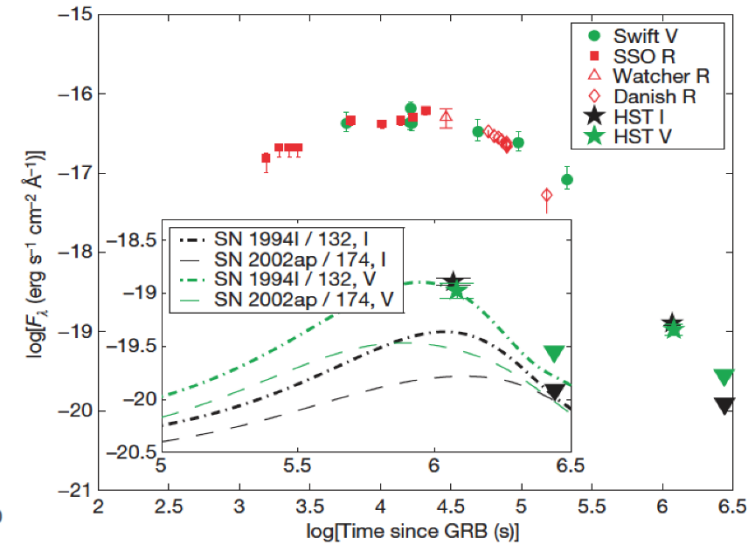 −15
−16
−17
−18
−19
−20
−21
log[Fλ (erg s−1 cm−2 Å−1)]
Swift V
SSO R
Watcher R
Danish R
HST I
HST V
−18.5
−19
−19.5
−20
−20.5
SN 1994I / 132, I
SN 2002ap / 174, I
SN 1994I / 132, V
SN 2002ap / 174, V
5 5.5 6 6.5
2 2.5 3 3.5 4 4.5 5 5.5 6 6.5
log[Time since GRB (s)]